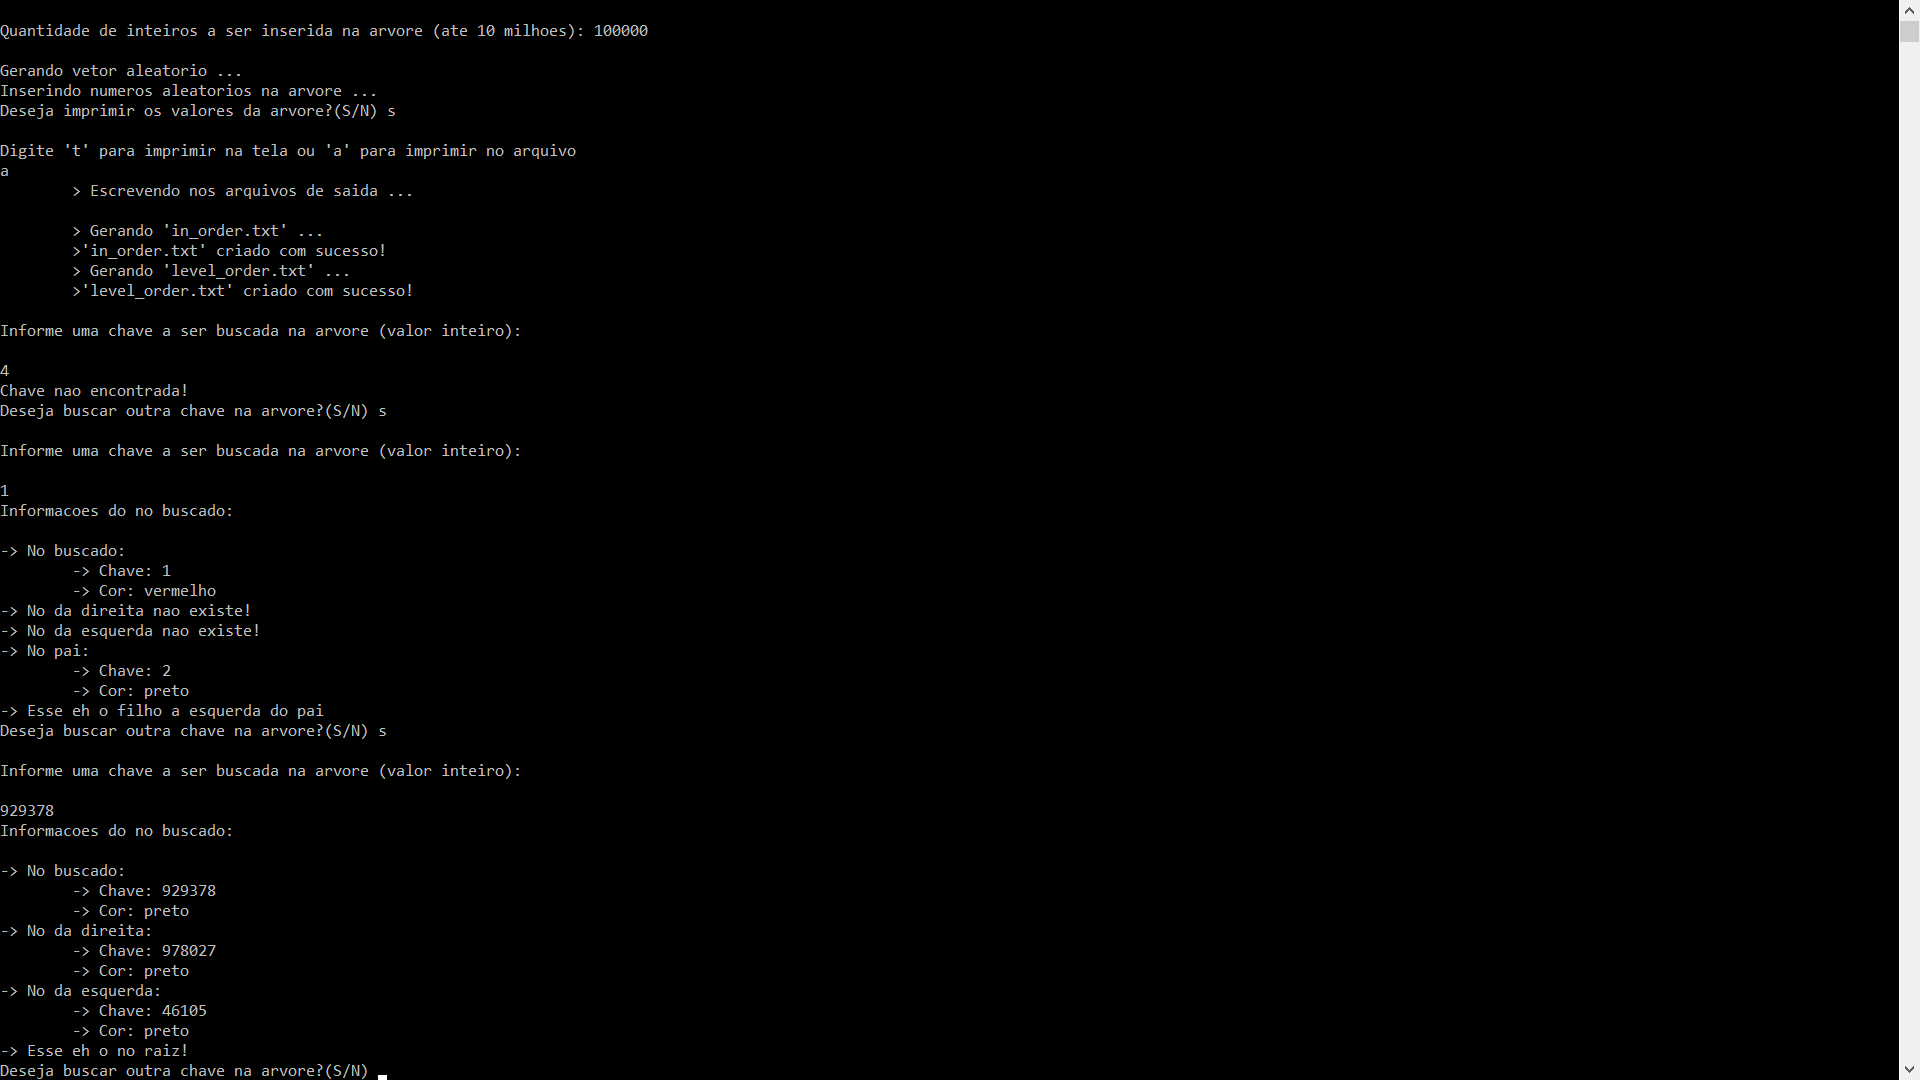 Quantidade de inteiros a ser inserida na arvore (ate 10 milhoes): 100000
Gerando vetor aleatorio ...
Inserindo numeros aleatorios na arvore ...
Deseja imprimir os valores da arvore?(S/N) s
Digite 't' para imprimir na tela ou 'a' para imprimir no arquivo
a
> Escrevendo nos arquivos de saida ...
> Gerando 'in_order.txt' ...
>'in_order.txt' criado com sucesso!
> Gerando 'level_order.txt' ...
>'level_order.txt' criado com sucesso!
Informe uma chave a ser buscada na arvore (valor inteiro):
4
Chave nao encontrada!
Deseja buscar outra chave na arvore?(S/N) s
Informe uma chave a ser buscada na arvore (valor inteiro):
1
Informacoes do no buscado:
-> No buscado:
-> Chave: 1
-> Cor: vermelho
-> No da direita nao existe!
-> No da esquerda nao existe!
-> No pai:
-> Chave: 2
-> Cor: preto
-> Esse eh o filho a esquerda do pai
Deseja buscar outra chave na arvore?(S/N) s
Informe uma chave a ser buscada na arvore (valor inteiro):
929378
Informacoes do no buscado:
-> No buscado:
-> Chave: 929378
-> Cor: preto
-> No da direita:
-> Chave: 978027
-> Cor: preto
-> No da esquerda:
-> Chave: 46105
-> Cor: preto
-> Esse eh o no raiz!
Deseja buscar outra chave na arvore?(S/N)